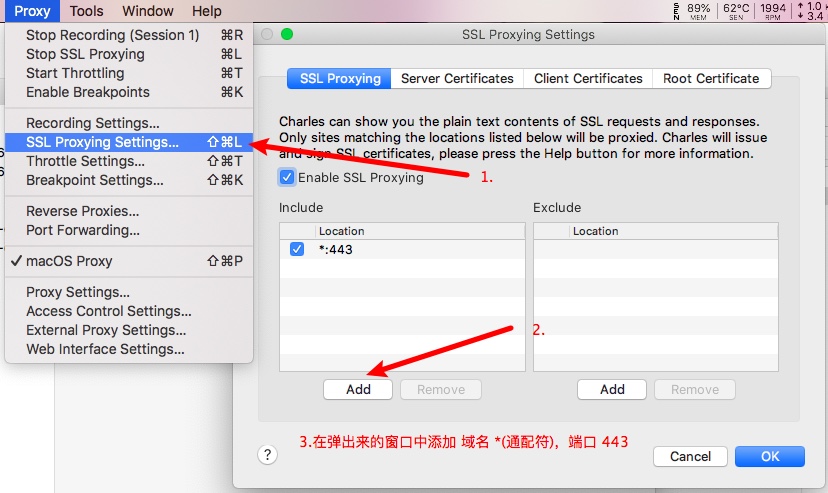 Proxy Tools Window Help
SEN 89% MEM 62°C SEN 1994 RPM ↑ 1.0 ↓ 3.4
Stop Recording (Session 1) ⌘R
Stop SSL Proxying ⌘L
Start Throttling ⌘T
Enable Breakpoints ⌘K
Recording Settings...
SSL Proxying Settings... ⇧⌘L
Throttle Settings... ⇧⌘T
Breakpoint Settings... ⇧⌘K
Reverse Proxies...
Port Forwarding...
✓ macOS Proxy ⇧⌘P
Proxy Settings...
Access Control Settings...
External Proxy Settings...
Web Interface Settings...
SSL Proxying Settings
SSL Proxying Server Certificates Client Certificates Root Certificate
Charles can show you the plain text contents of SSL requests and responses.
Only sites matching the locations listed below will be proxied. Charles will issue
and sign SSL certificates, please press the Help button for more information.
Enable SSL Proxying
1.
Include Exclude
Location Location
*:443
2.
Add Remove Add Remove
3.在弹出来的窗口中添加 域名 *(通配符)，端口 443
? Cancel OK